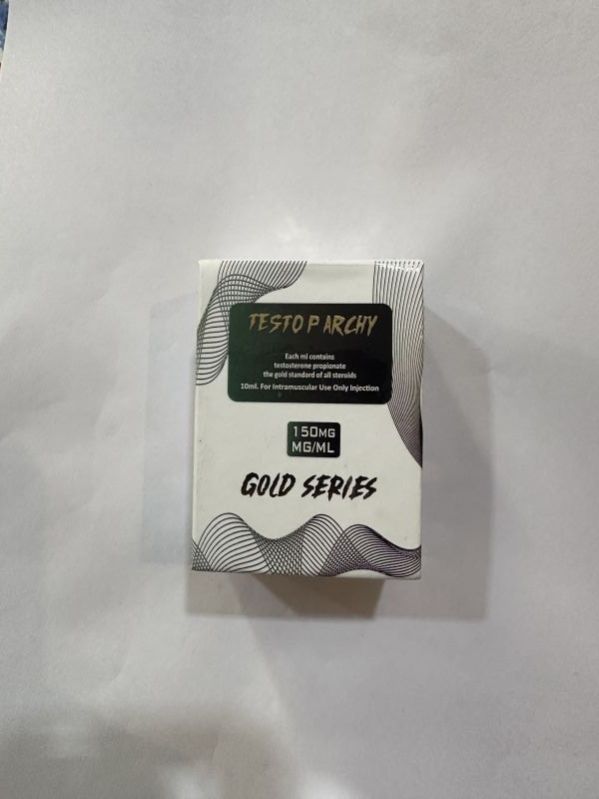 TESTO P ARCHY
Each ml contains
testosterone propionate
the gold standard of all steroids
10ml. For Intramuscular Use Only Injection
150MG
MG/ML
GOLD SERIES